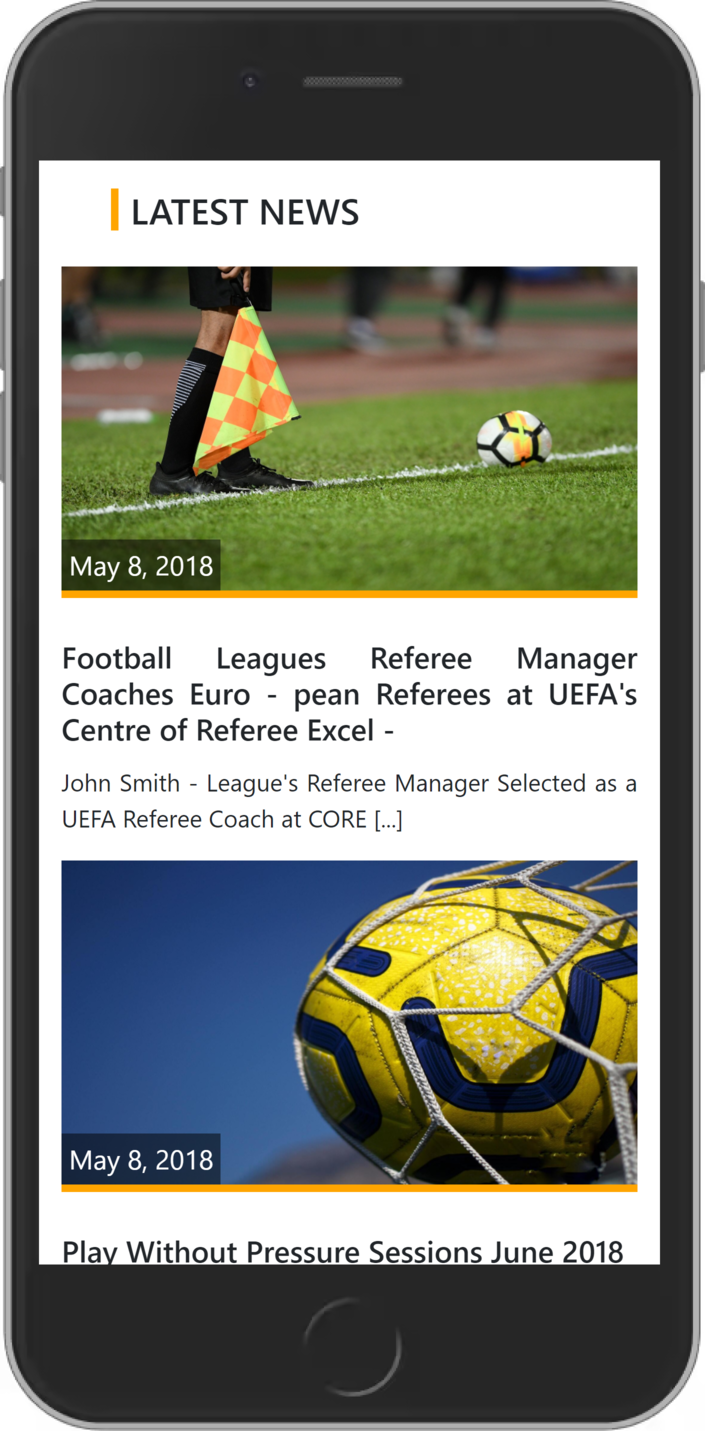 LATEST NEWS
May 8, 2018
Football Leagues Referee Manager
Coaches Euro - pean Referees at UEFA's
Centre of Referee Excel -
John Smith - League's Referee Manager Selected as a
UEFA Referee Coach at CORE [...]
May 8, 2018
Play Without Pressure Sessions June 2018